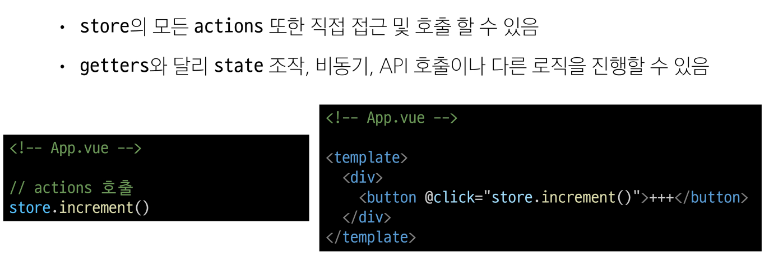 • store의 모든 actions 또한 직접 접근 및 호출 할 수 있음
• getters와 달리 state 조작, 비동기, API 호출이나 다른 로직을 진행할 수 있음
<!-- App.vue -->
// actions 호출
store.increment()
<!-- App.vue -->
<template>
  <div>
    <button @click="store.increment()">+++</button>
  </div>
</template>